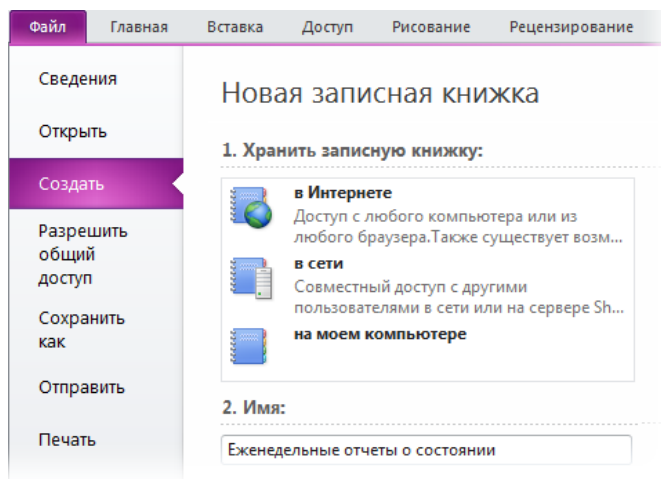 Файл Главная Вставка Доступ Рисование Рецензирование
Сведения
Открыть
Создать
Разрешить
общий
доступ
Сохранить
как
Отправить
Печать
Новая записная книжка
1. Хранить записную книжку:
в Интернете
Доступ с любого компьютера или из
любого браузера.Также существует возм...
в сети
Совместный доступ с другими
пользователями в сети или на сервере Sh...
на моем компьютере
2. Имя:
Еженедельные отчеты о состоянии